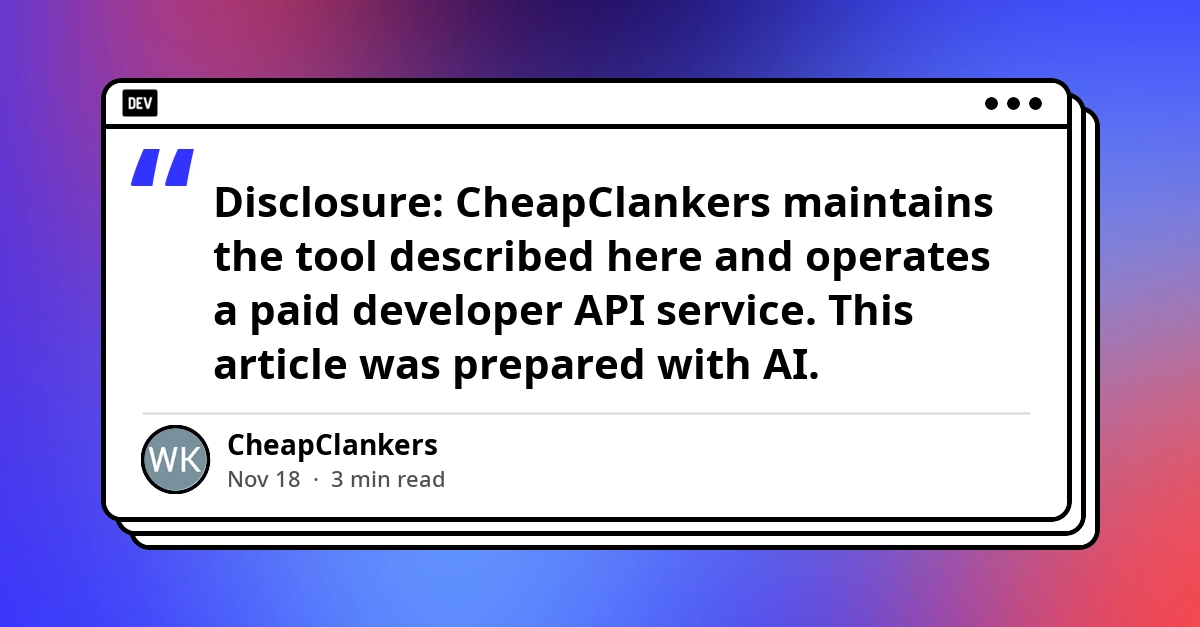 DEV
“
Disclosure: CheapClankers maintains
the tool described here and operates
a paid developer API service. This
article was prepared with AI.
WK
CheapClankers
Nov 18 · 3 min read